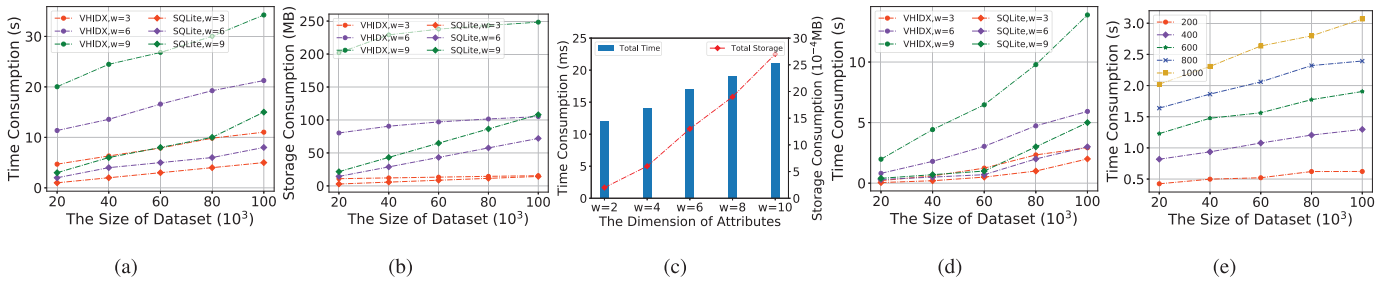 Time Consumption (s)
30
20
10
0
VHIDX,w=3
VHIDX,w=6
VHIDX,w=9
SQLite,w=3
SQLite,w=6
SQLite,w=9
20 40 60 80 100
The Size of Dataset (10³)
(a)
Storage Consumption (MB)
250
200
150
100
50
0
VHIDX,w=3
VHIDX,w=6
VHIDX,w=9
SQLite,w=3
SQLite,w=6
SQLite,w=9
20 40 60 80 100
The Size of Dataset (10³)
(b)
Time Consumption (ms)
25
20
15
10
5
0
Total Time
Total Storage
30
25
20
15
10
5
0
Storage Consumption (10⁻⁴MB)
w=2 w=4 w=6 w=8 w=10
The Dimension of Attributes
(c)
Time Consumption (s)
10
5
0
VHIDX,w=3
VHIDX,w=6
VHIDX,w=9
SQLite,w=3
SQLite,w=6
SQLite,w=9
20 40 60 80 100
The Size of Dataset (10³)
(d)
Time Consumption (s)
3.0
2.5
2.0
1.5
1.0
0.5
200
400
600
800
1000
20 40 60 80 100
The Size of Dataset (10³)
(e)